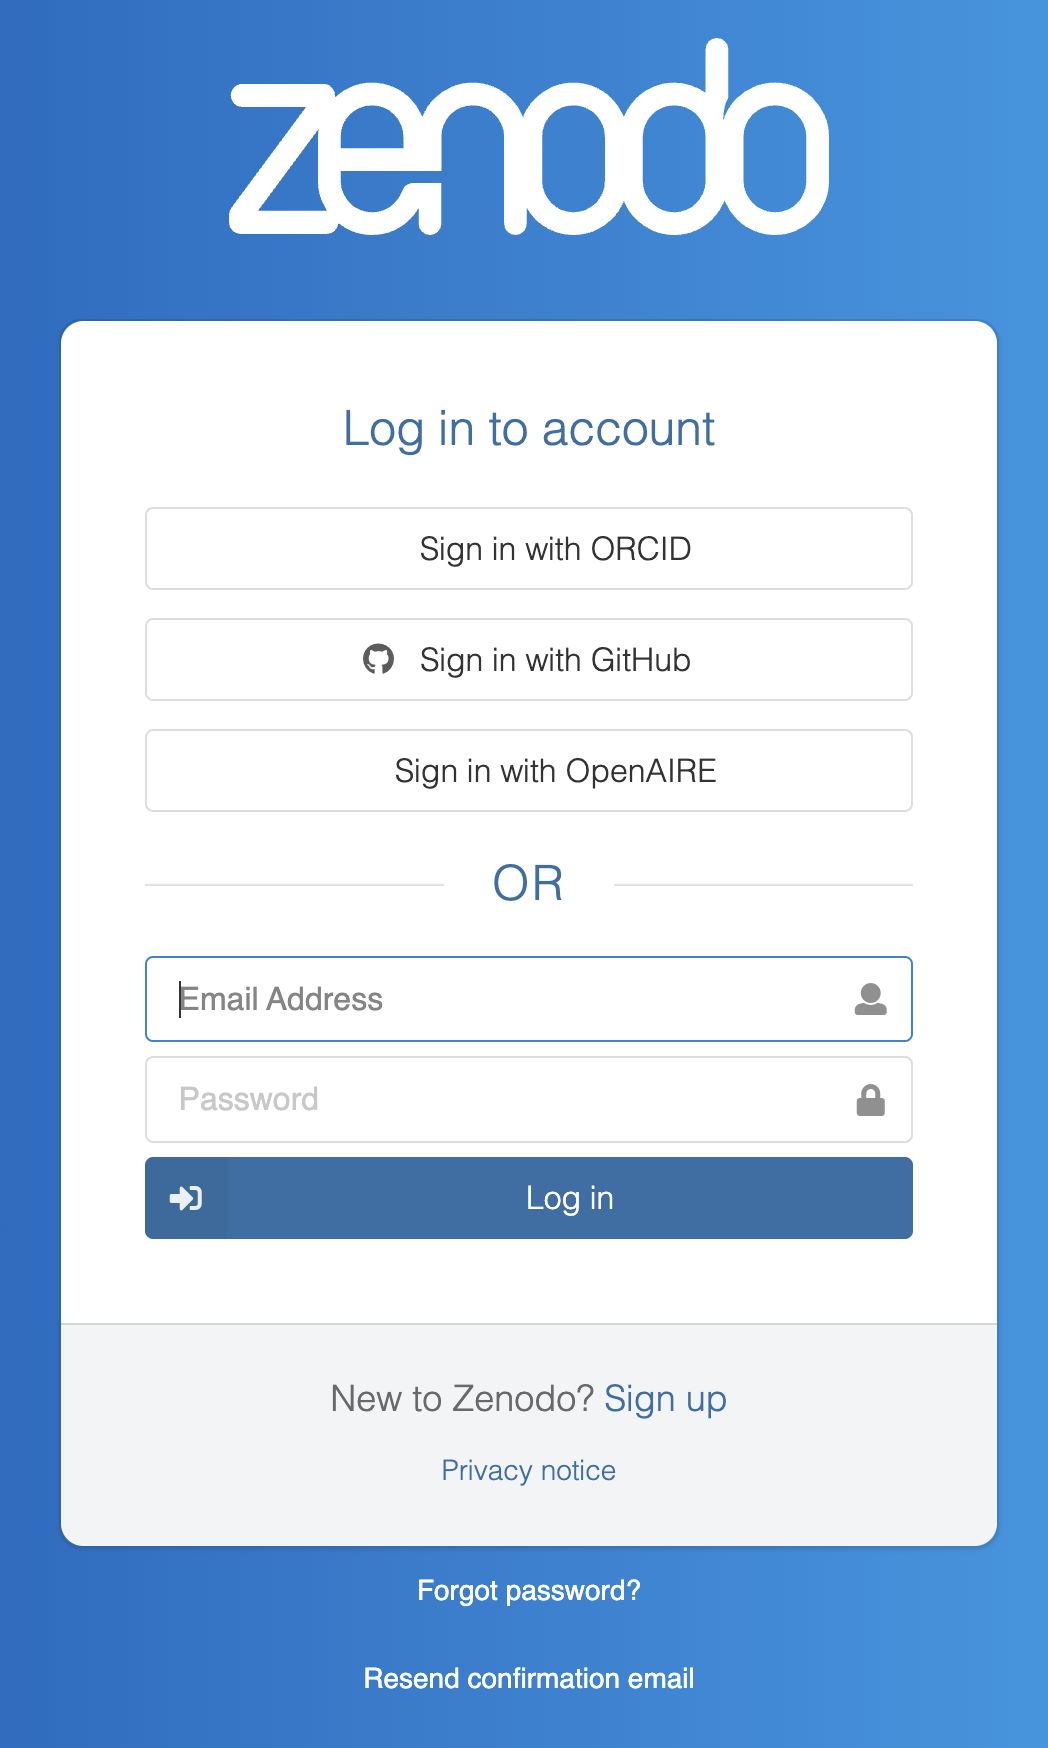 zenodo
Log in to account
Sign in with ORCID
Sign in with GitHub
Sign in with OpenAIRE
OR
Email Address
Password
Log in
New to Zenodo? Sign up
Privacy notice
Forgot password?
Resend confirmation email